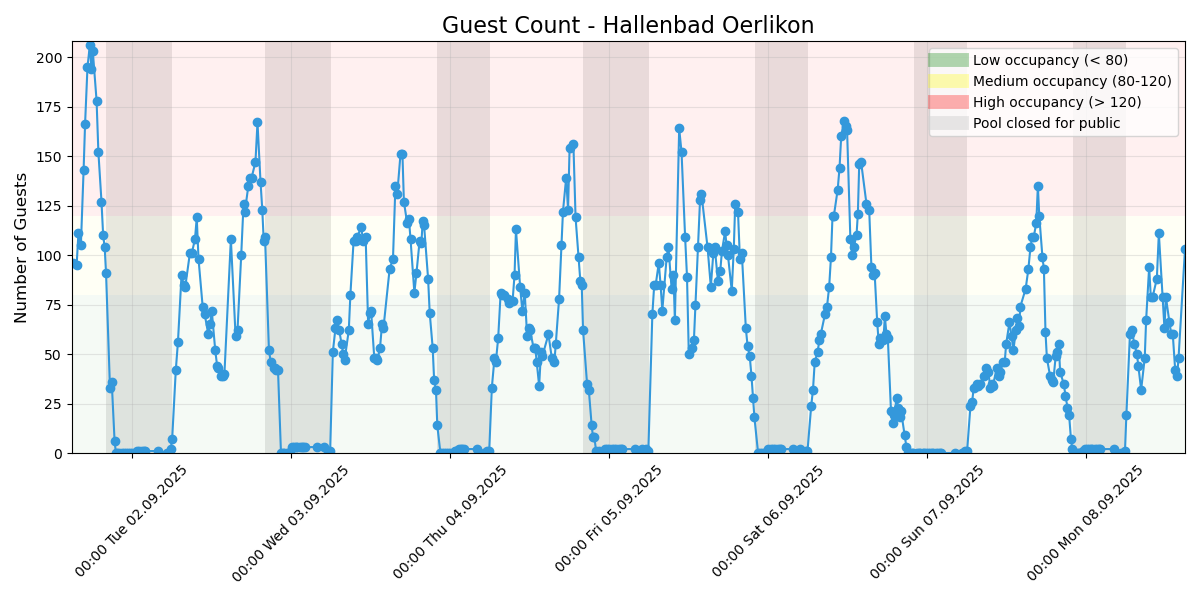 Guest Count - Hallenbad Oerlikon
Number of Guests
200
175
150
125
100
75
50
25
0
Low occupancy (< 80)
Medium occupancy (80-120)
High occupancy (> 120)
Pool closed for public
00:00 Tue 02.09.2025
00:00 Wed 03.09.2025
00:00 Thu 04.09.2025
00:00 Fri 05.09.2025
00:00 Sat 06.09.2025
00:00 Sun 07.09.2025
00:00 Mon 08.09.2025